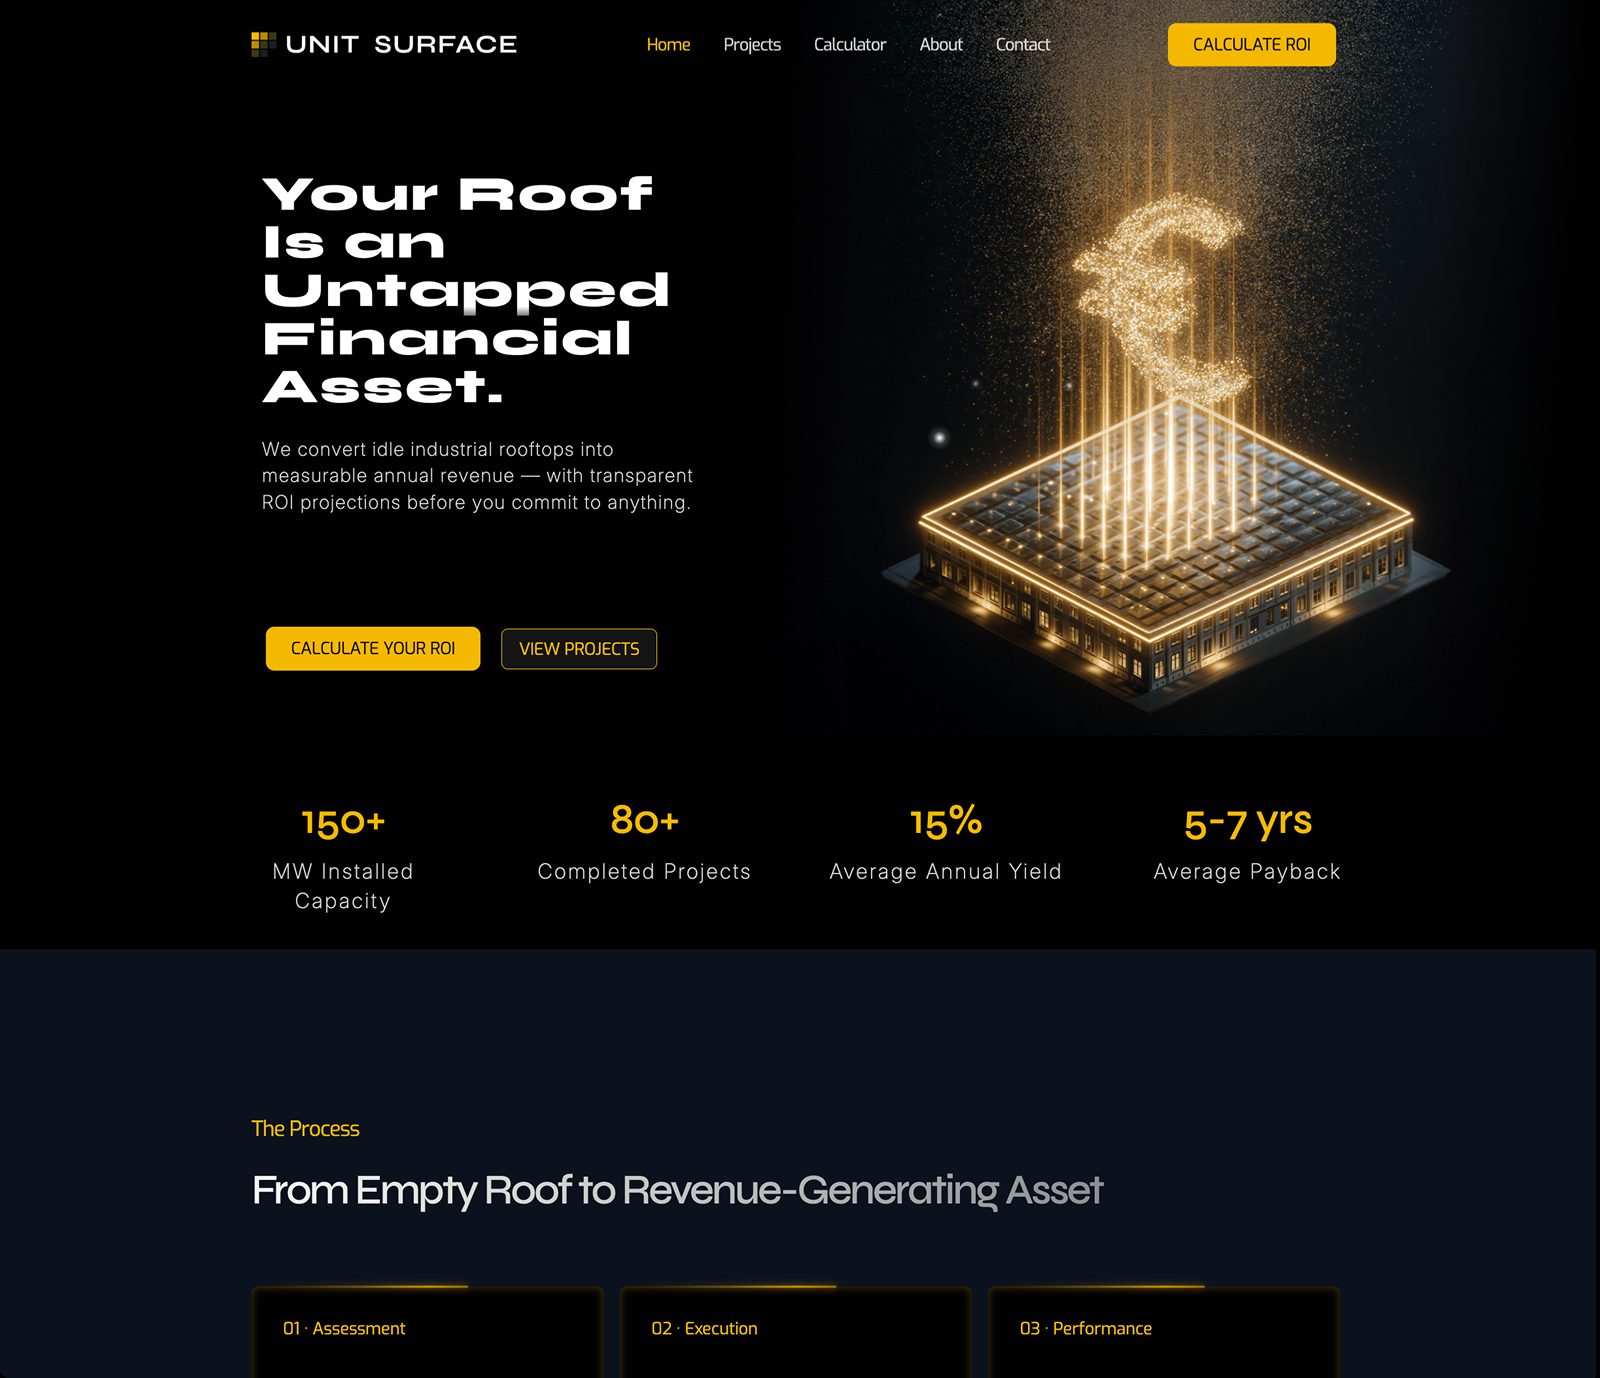 UNIT SURFACE
Home
Projects
Calculator
About
Contact
CALCULATE ROI
Your Roof
Is an
Untapped
Financial
Asset.
We convert idle industrial rooftops into
measurable annual revenue — with transparent
ROI projections before you commit to anything.
CALCULATE YOUR ROI
VIEW PROJECTS
€
150+
MW Installed
Capacity
80+
Completed Projects
15%
Average Annual Yield
5-7 yrs
Average Payback
The Process
From Empty Roof to Revenue-Generating Asset
01 · Assessment
02 · Execution
03 · Performance